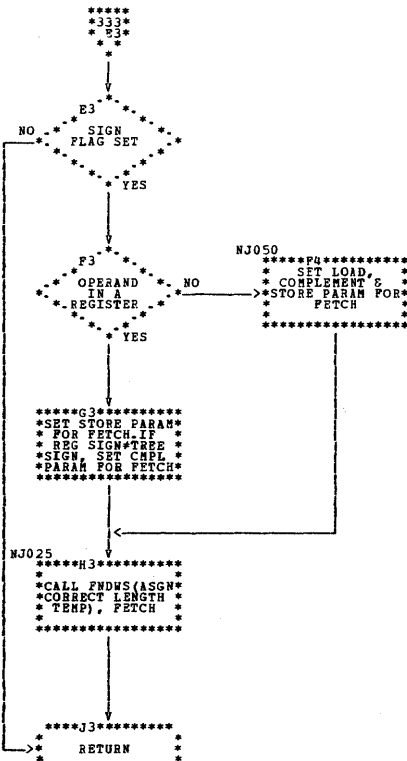 333
E3
E3
SIGN
FLAG SET
NO
YES
F3
OPERAND
IN A
REGISTER
NO
YES
NJ050
F4
SET LOAD,
COMPLEMENT &
STORE PARAM FOR
FETCH
G3
SET STORE PARAM
FOR FETCH.IF
REG SIGN≠TREE
SIGN, SET CMPL
PARAM FOR FETCH
NJ025
H3
CALL FNDWS(ASGN
CORRECT LENGTH
TEMP), FETCH
J3
RETURN